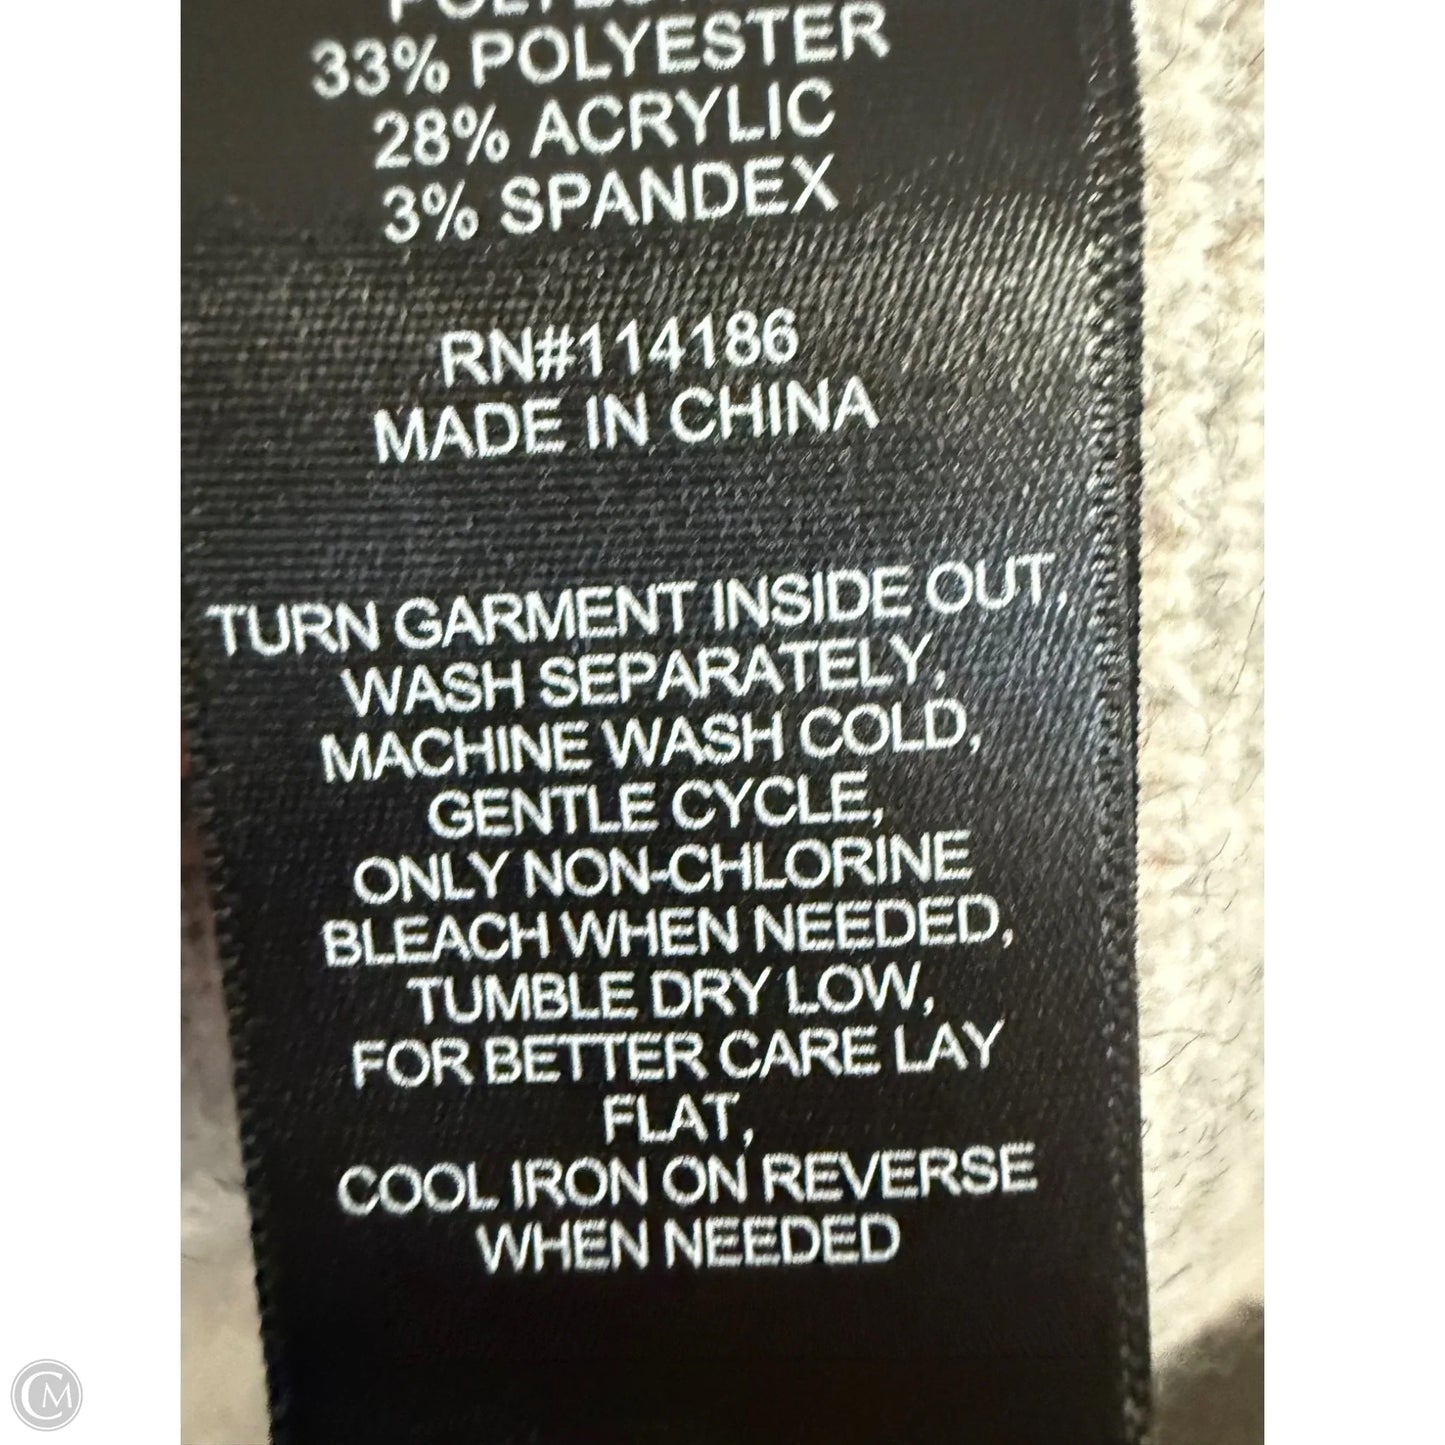 33% POLYESTER
28% ACRYLIC
3% SPANDEX
RN#114186
MADE IN CHINA
TURN GARMENT INSIDE OUT,
WASH SEPARATELY,
MACHINE WASH COLD,
GENTLE CYCLE,
ONLY NON-CHLORINE
BLEACH WHEN NEEDED,
TUMBLE DRY LOW,
FOR BETTER CARE LAY
FLAT,
COOL IRON ON REVERSE
WHEN NEEDED
CM